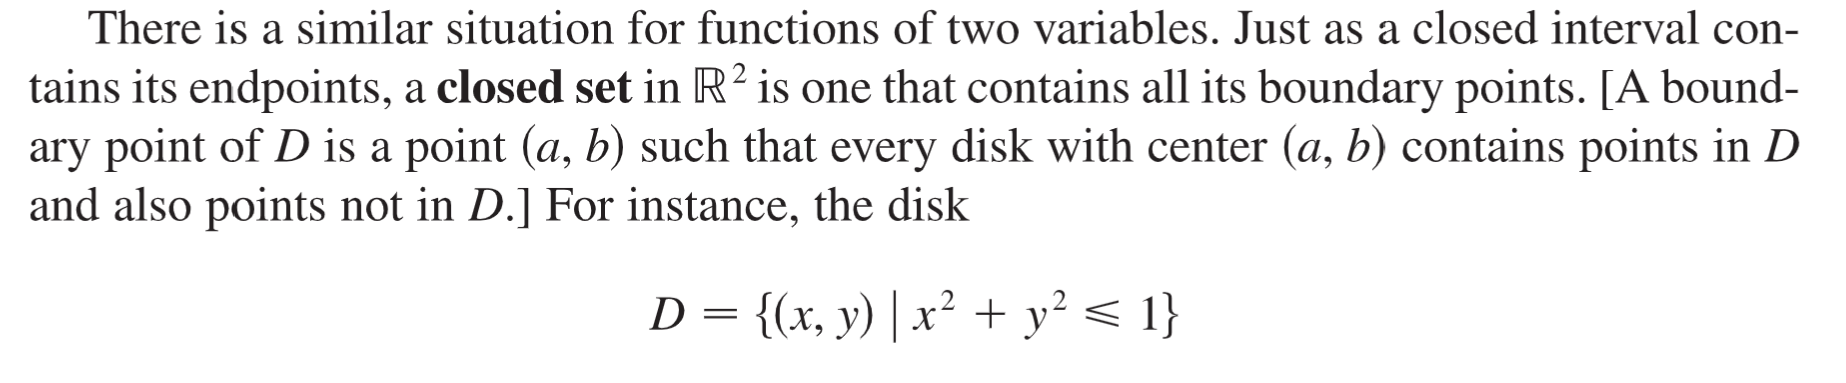 There is a similar situation for functions of two variables. Just as a closed interval con-
tains its endpoints, a closed set in ℝ² is one that contains all its boundary points. [A bound-
ary point of D is a point (a, b) such that every disk with center (a, b) contains points in D
and also points not in D.] For instance, the disk
D = {(x, y) | x² + y² ⩽ 1}